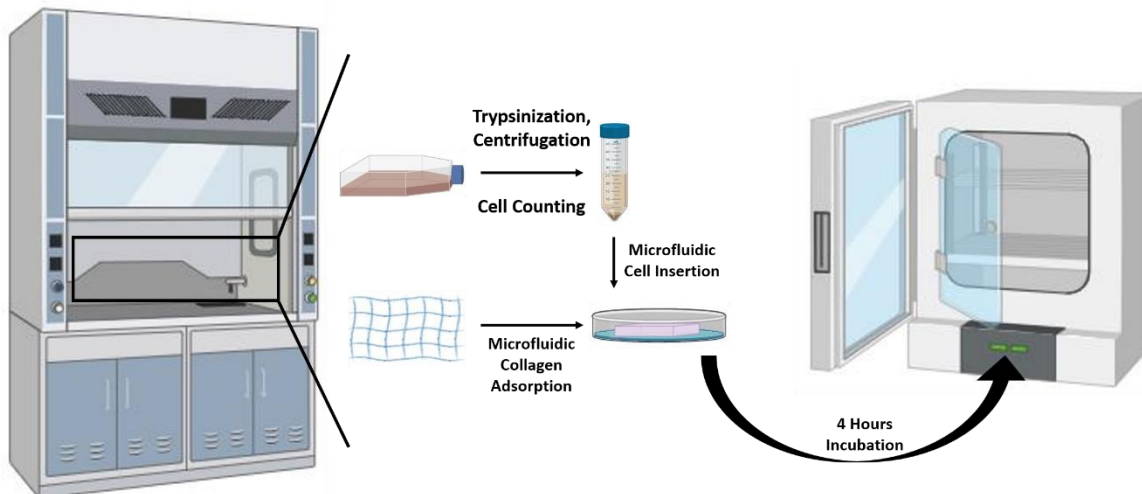 Trypsinization,
Centrifugation
Cell Counting
Microfluidic
Cell Insertion
Microfluidic
Collagen
Adsorption
4 Hours
Incubation